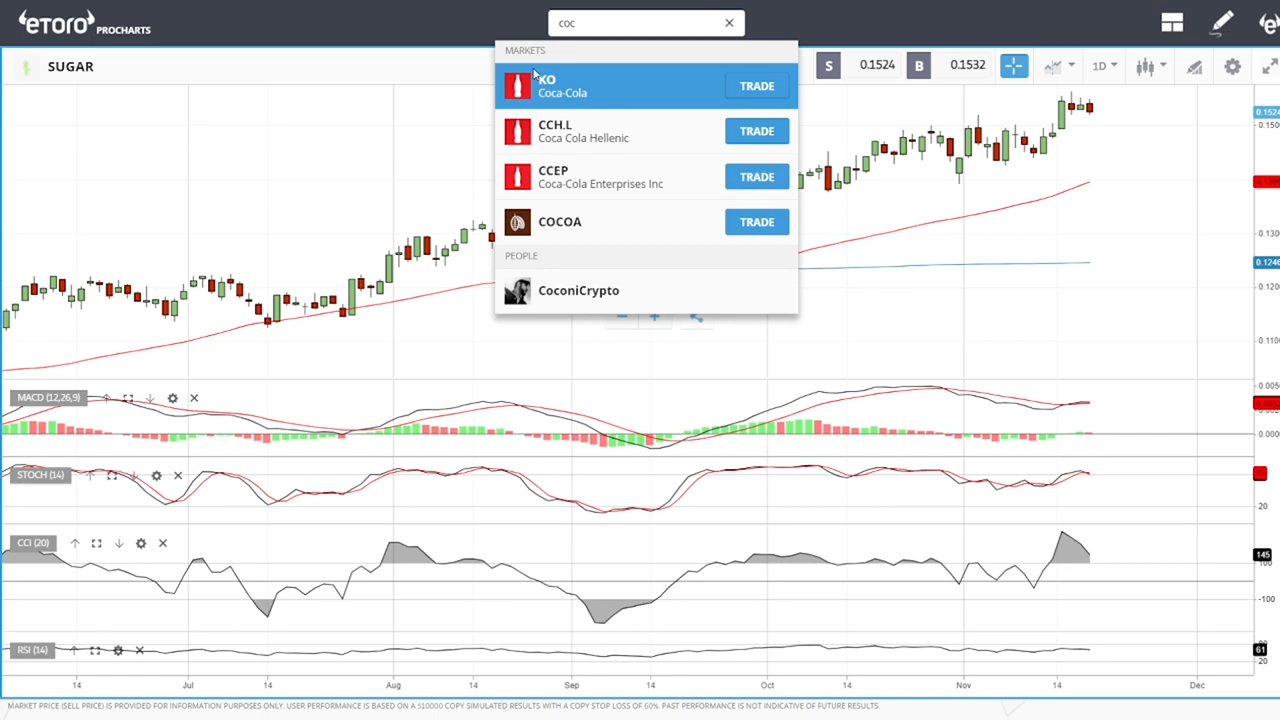 etoro PROCHARTS
coc
SUGAR
MARKETS
KO
Coca-Cola
TRADE
CCH.L
Coca Cola Hellenic
TRADE
CCEP
Coca-Cola Enterprises Inc
TRADE
COCOA
TRADE
PEOPLE
CoconiCrypto
S 0.1524 B 0.1532 1D
0.1524
0.1500
0.1300
0.1246
0.1200
0.1100
MACD (12,26,9)
0.005
0.000
STOCH (14)
20
CCI (20)
145
100
-100
RSI (14)
61
20
14 Jul 14 Aug 14 Sep 14 Oct 14 Nov 14 Dec
MARKET PRICE (SELL PRICE) IS PROVIDED FOR INFORMATION PURPOSES ONLY. USER PERFORMANCE IS BASED ON A $10000 COPY SIMULATED RESULTS WITH A COPY STOP LOSS OF 60%. PAST PERFORMANCE IS NOT INDICATIVE OF FUTURE RESULTS.